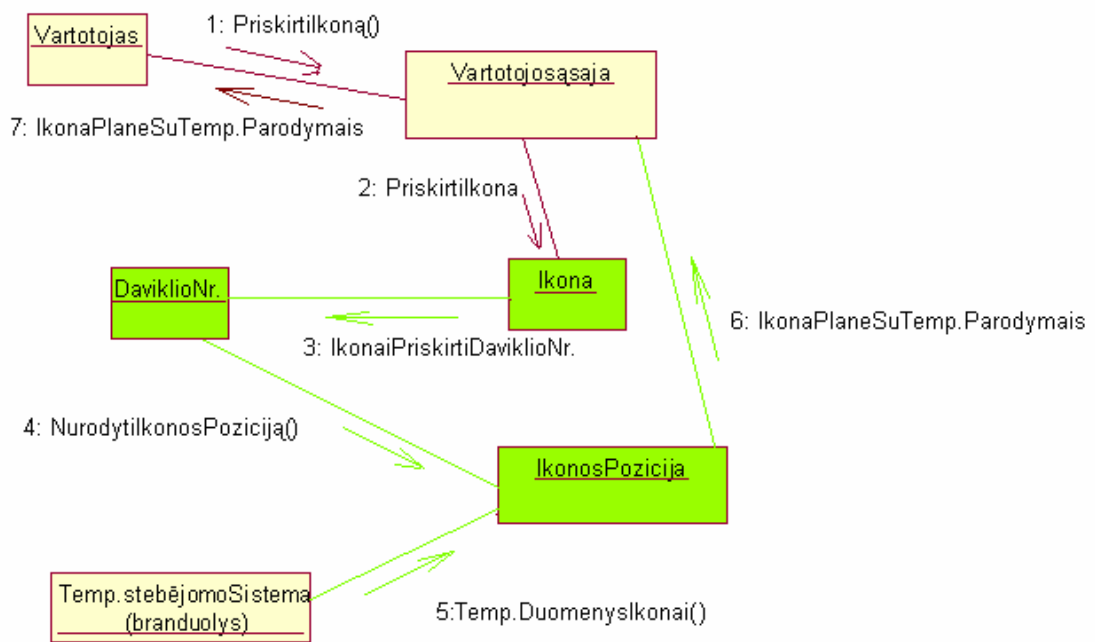 1: PriskirtiIkoną()
Vartotojas
Vartotojosąsaja
7: IkonaPlaneSuTemp.Parodymais
2: PriskirtiIkona
DaviklioNr.
Ikona
6: IkonaPlaneSuTemp.Parodymais
3: IkonaiPriskirtiDaviklioNr.
4: NurodytiIkonosPoziciją()
IkonosPozicija
Temp.stebėjomoSistema
(branduolys)
5:Temp.DuomenysIkonai()